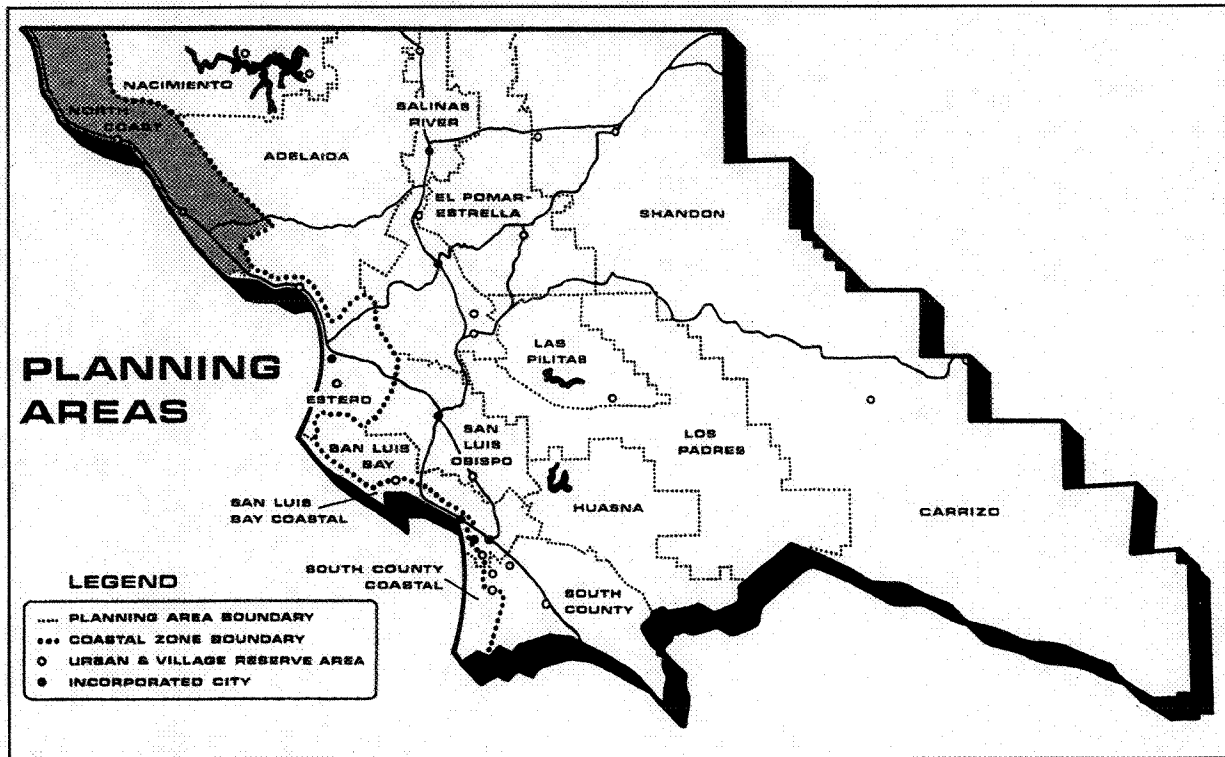 NACIMIENTO
NORTH
COAST
SALINAS
RIVER
ADELAIDA
EL POMAR-
ESTRELLA
SHANDON
PLANNING
AREAS
LAS
PILITAS
ESTERO
SAN LUIS
BAY
SAN
LUIS
OBISPO
LOS
PADRES
SAN LUIS
BAY COASTAL
HUASNA
CARRIZO
SOUTH COUNTY
COASTAL
SOUTH
COUNTY
LEGEND
PLANNING AREA BOUNDARY
COASTAL ZONE BOUNDARY
URBAN & VILLAGE RESERVE AREA
INCORPORATED CITY